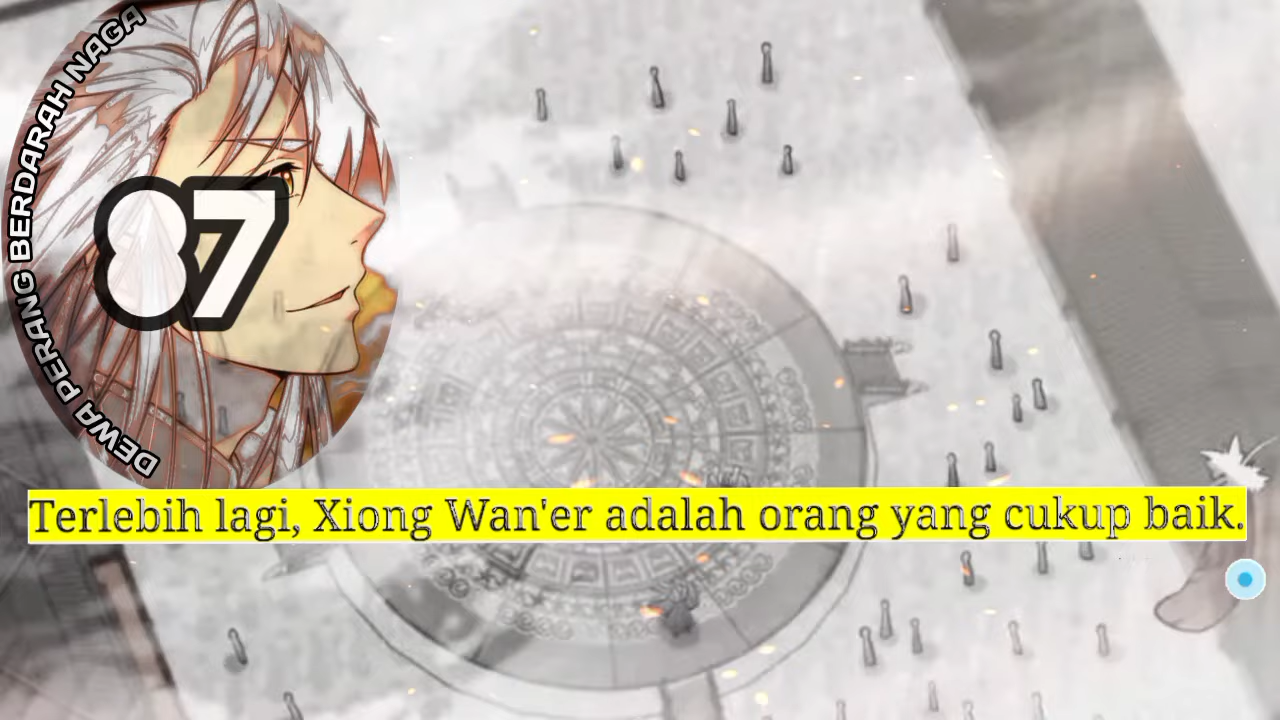 DEWA PERANG BERDARAH NAGA
87
Terlebih lagi, Xiong Wan'er adalah orang yang cukup baik.